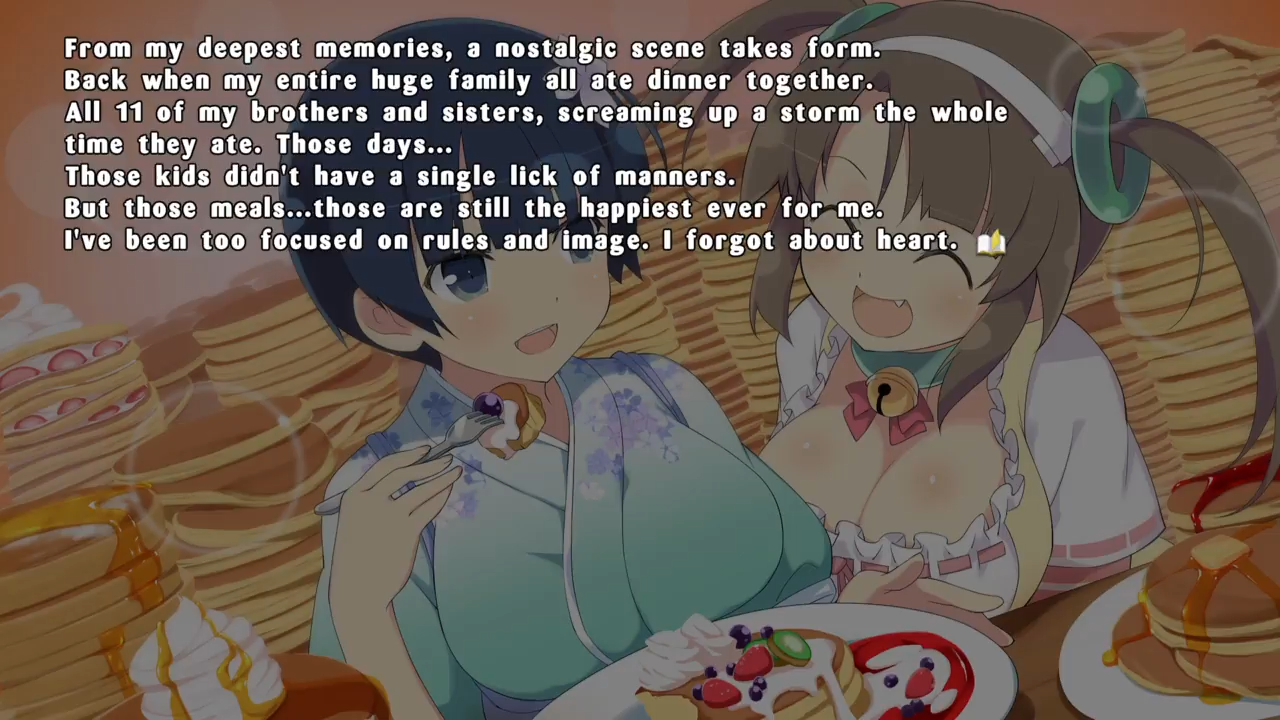 From my deepest memories, a nostalgic scene takes form.
Back when my entire huge family all ate dinner together.
All 11 of my brothers and sisters, screaming up a storm the whole
time they ate. Those days...
Those kids didn't have a single lick of manners.
But those meals...those are still the happiest ever for me.
I've been too focused on rules and image. I forgot about heart.